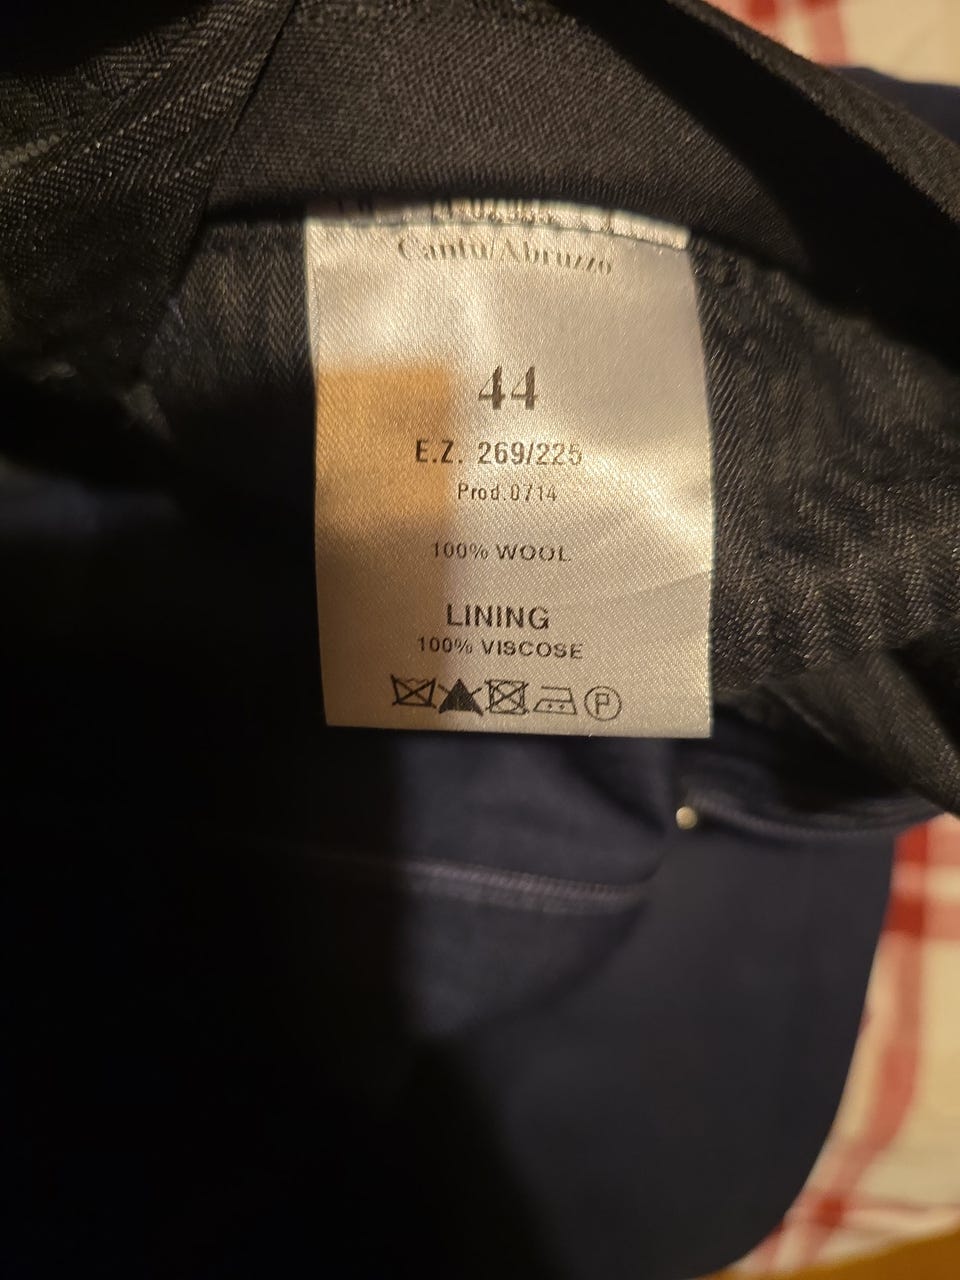 Cantù/Abruzzo
44
E.Z. 269/225
Prod.0714
100% WOOL
LINING
100% VISCOSE
P